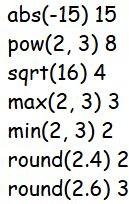 abs(-15) 15
pow(2, 3) 8
sqrt(16) 4
max(2, 3) 3
min(2, 3) 2
round(2.4) 2
round(2.6) 3